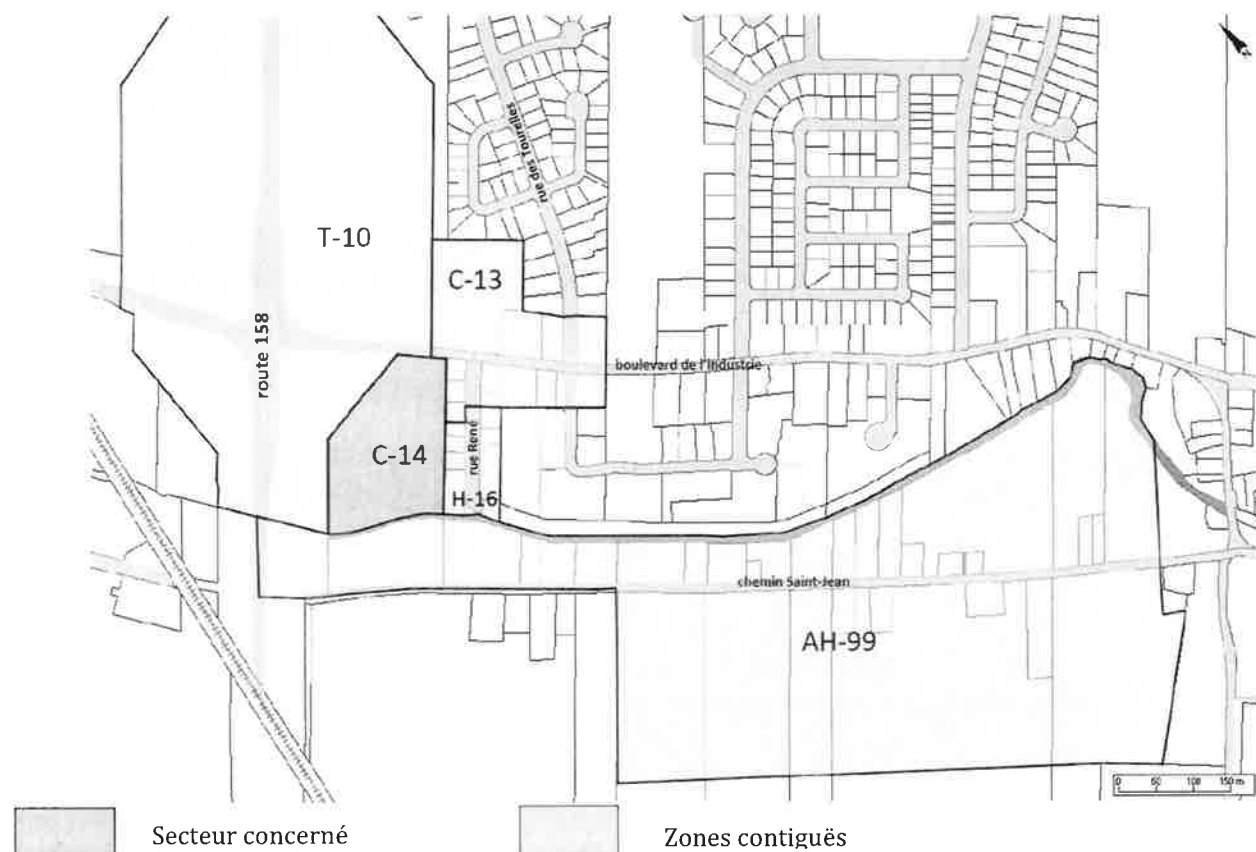 rue des Tourelles
T-10
C-13
route 158
boulevard de l'Industrie
C-14
rue René
H-16
chemin Saint-Jean
AH-99
0 50 100 150 m
Secteur concerné
Zones contiguës